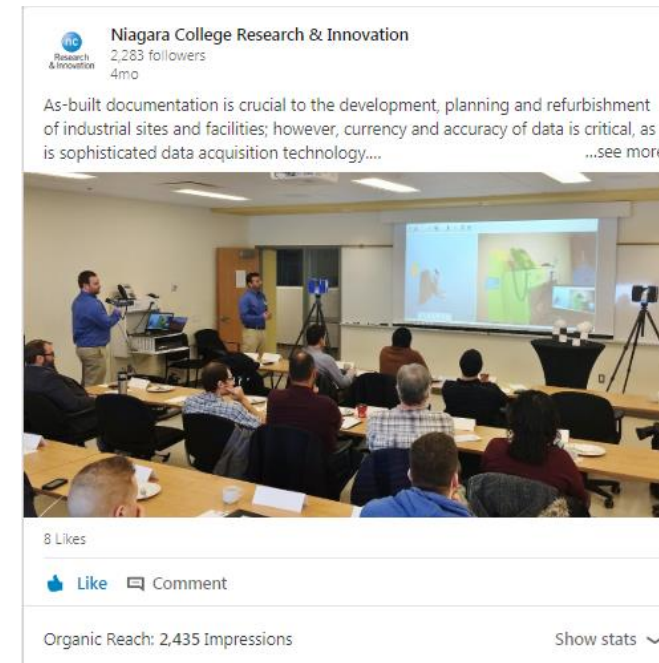 nc
Research
& Innovation
Niagara College Research & Innovation
2,283 followers
4mo
As-built documentation is crucial to the development, planning and refurbishment
of industrial sites and facilities; however, currency and accuracy of data is critical, as
is sophisticated data acquisition technology.... ...see more
8 Likes
Like Comment
Organic Reach: 2,435 Impressions Show stats